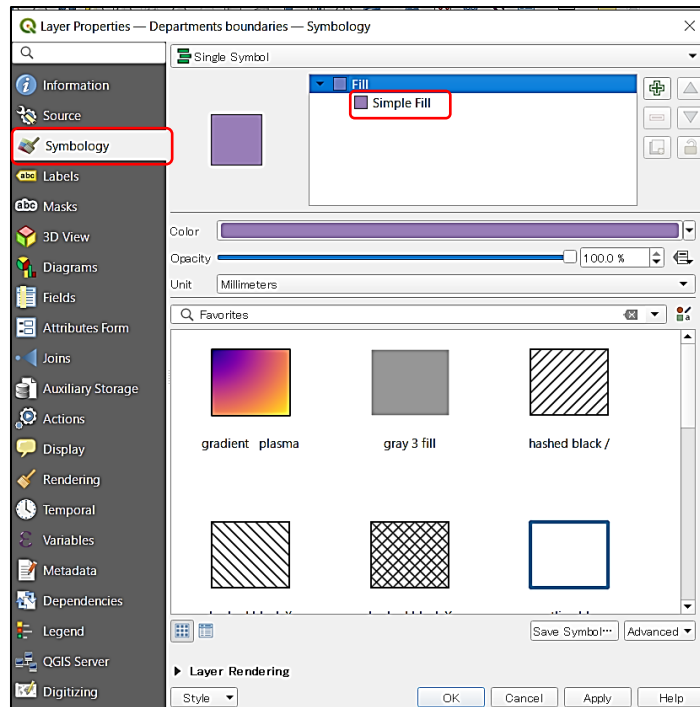 Layer Properties — Departments boundaries — Symbology
Single Symbol
Information
Source
Symbology
Labels
Masks
3D View
Diagrams
Fields
Attributes Form
Joins
Auxiliary Storage
Actions
Display
Rendering
Temporal
Variables
Metadata
Dependencies
Legend
QGIS Server
Digitizing
Fill
Simple Fill
Color
Opacity 100.0 %
Unit Millimeters
Favorites
gradient plasma
gray 3 fill
hashed black /
Save Symbol…
Advanced
Layer Rendering
Style
OK
Cancel
Apply
Help